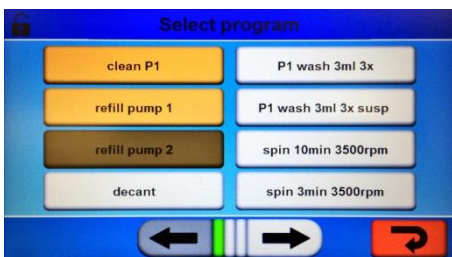 Select program
clean P1
P1 wash 3ml 3x
refill pump 1
P1 wash 3ml 3x susp
refill pump 2
spin 10min 3500rpm
decant
spin 3min 3500rpm